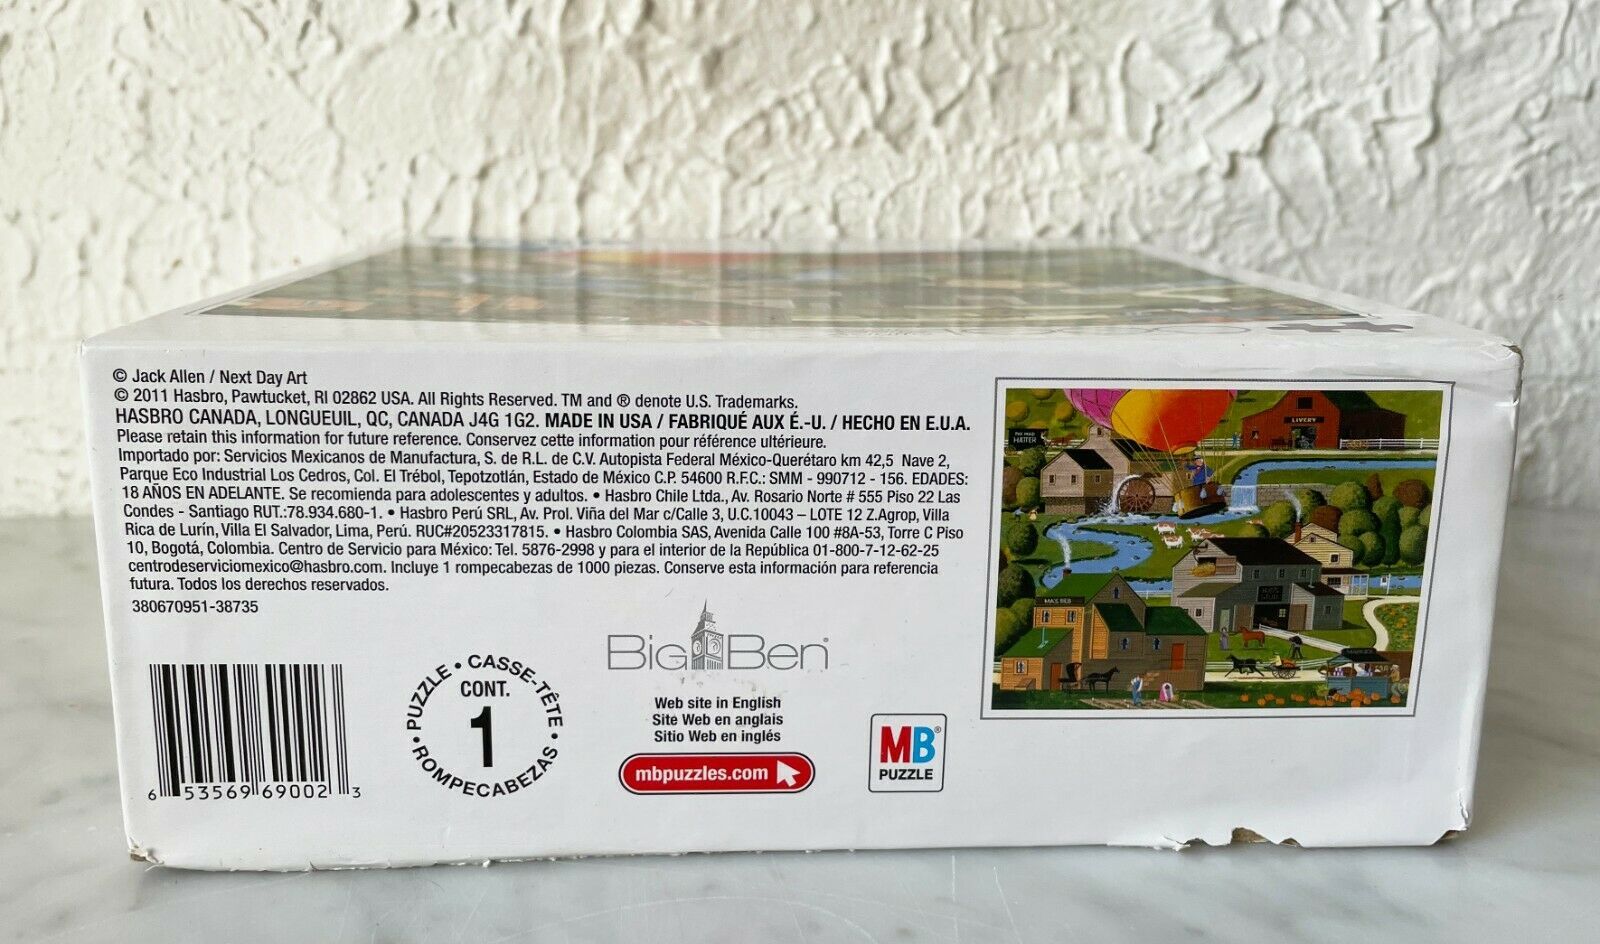 © Jack Allen / Next Day Art
© 2011 Hasbro, Pawtucket, RI 02862 USA. All Rights Reserved. TM and ® denote U.S. Trademarks.
HASBRO CANADA, LONGUEUIL, QC, CANADA J4G 1G2. MADE IN USA / FABRIQUÉ AUX É.-U. / HECHO EN E.U.A.
Please retain this information for future reference. Conservez cette information pour référence ultérieure.
Importado por: Servicios Mexicanos de Manufactura, S. de R.L. de C.V. Autopista Federal México-Querétaro km 42,5 Nave 2,
Parque Eco Industrial Los Cedros, Col. El Trébol, Tepotzotlán, Estado de México C.P. 54600 R.F.C.: SMM - 990712 - 156. EDADES:
18 AÑOS EN ADELANTE. Se recomienda para adolescentes y adultos. • Hasbro Chile Ltda., Av. Rosario Norte # 555 Piso 22 Las
Condes - Santiago RUT.:78.934.680-1. • Hasbro Perú SRL, Av. Prol. Viña del Mar c/Calle 3, U.C.10043 – LOTE 12 Z.Agrop, Villa
Rica de Lurín, Villa El Salvador, Lima, Perú. RUC#20523317815. • Hasbro Colombia SAS, Avenida Calle 100 #8A-53, Torre C Piso
10, Bogotá, Colombia. Centro de Servicio para México: Tel. 5876-2998 y para el interior de la República 01-800-7-12-62-25
centrodeserviciomexico@hasbro.com. Incluye 1 rompecabezas de 1000 piezas. Conserve esta información para referencia
futura. Todos los derechos reservados.
380670951-38735
6 53569 69002 3
PUZZLE • CASSE-TÊTE • ROMPECABEZAS •
CONT.
1
Big Ben®
Web site in English
Site Web en anglais
Sitio Web en inglés
mbpuzzles.com
MB®
PUZZLE
LIVERY
HATTER